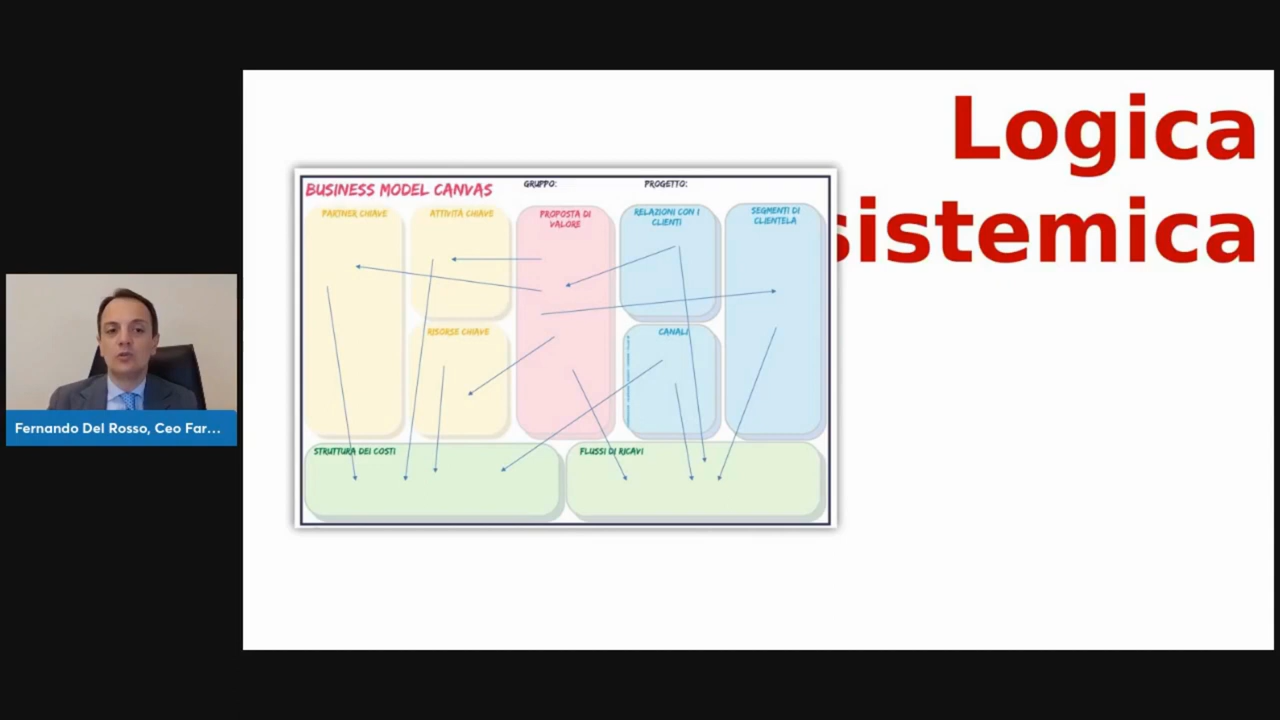 Logica
sistemica
BUSINESS MODEL CANVAS
GRUPPO:
PROGETTO:
PARTNER CHIAVE
ATTIVITÀ CHIAVE
PROPOSTA DI
VALORE
RELAZIONI CON I
CLIENTI
SEGMENTI DI
CLIENTELA
RISORSE CHIAVE
CANALI
STRUTTURA DEI COSTI
FLUSSI DI RICAVI
Fernando Del Rosso, Ceo Far...